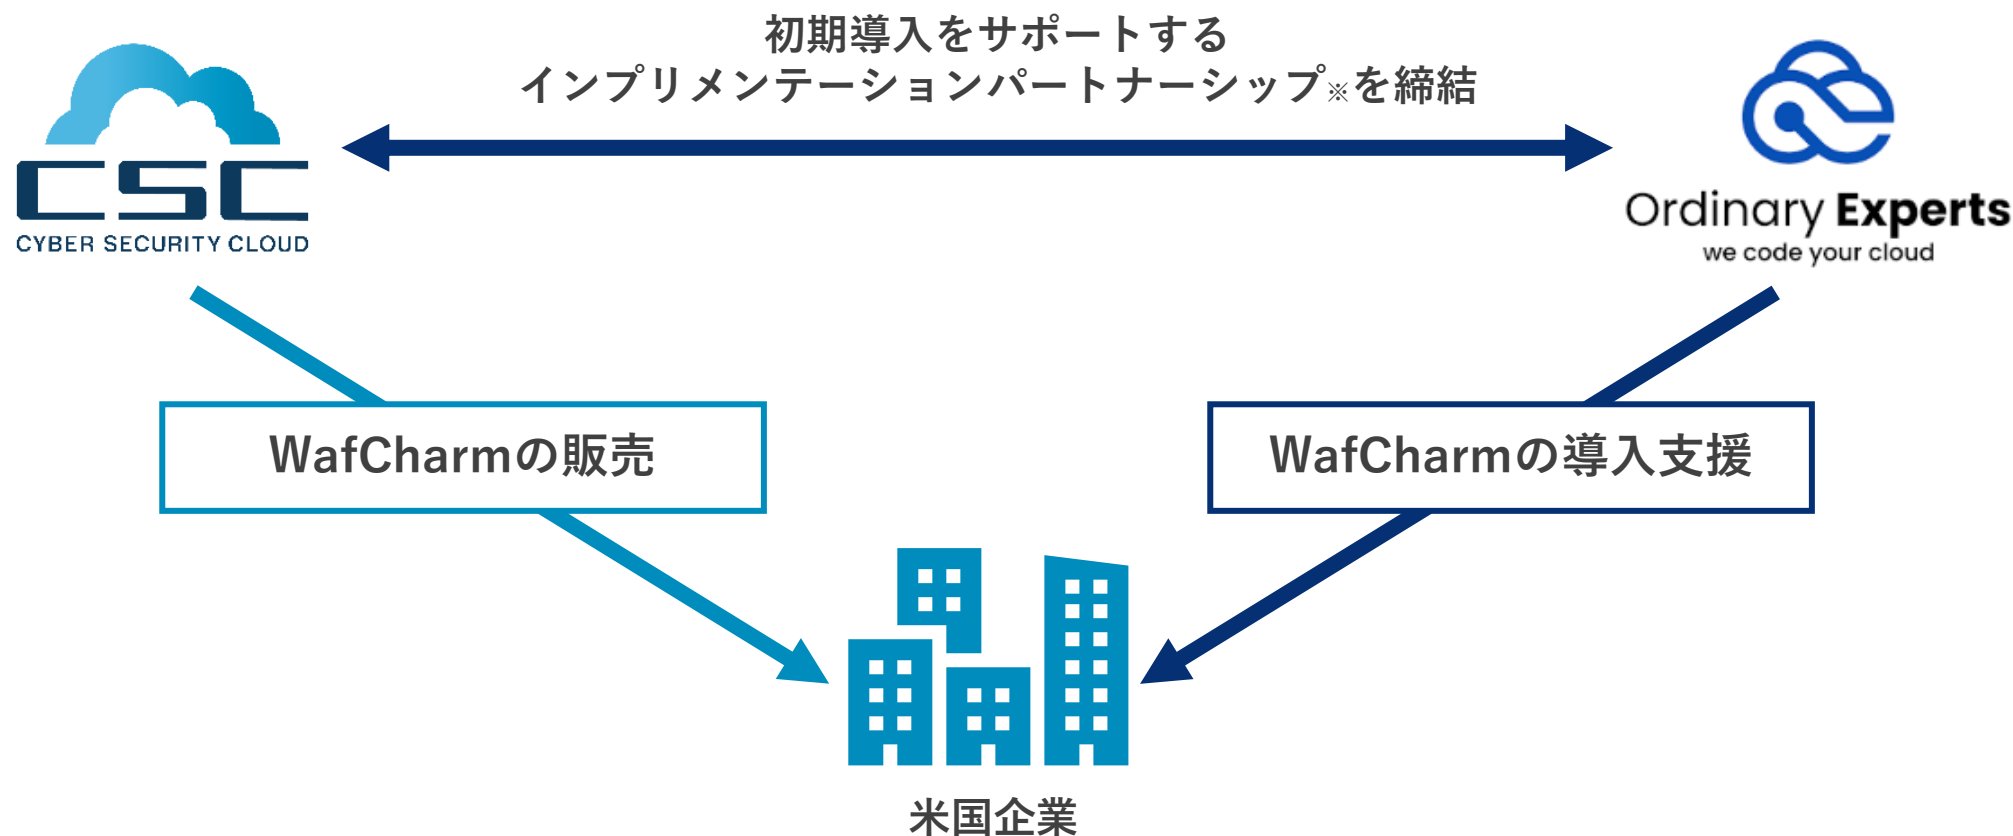 初期導入をサポートする
インプリメンテーションパートナーシップ※を締結
CSC
CYBER SECURITY CLOUD
Ordinary Experts
we code your cloud
WafCharmの販売
WafCharmの導入支援
米国企業